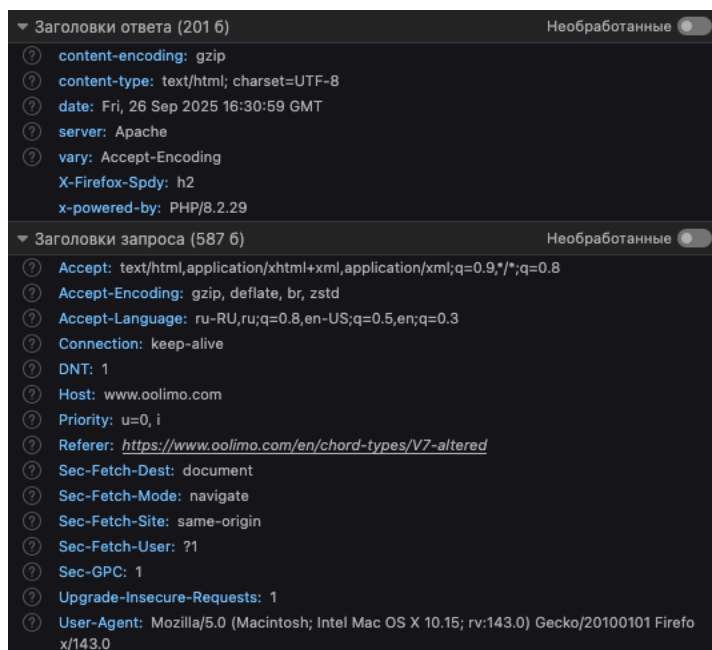 Заголовки ответа (201 б) Необработанные
content-encoding: gzip
content-type: text/html; charset=UTF-8
date: Fri, 26 Sep 2025 16:30:59 GMT
server: Apache
vary: Accept-Encoding
X-Firefox-Spdy: h2
x-powered-by: PHP/8.2.29
Заголовки запроса (587 б) Необработанные
Accept: text/html,application/xhtml+xml,application/xml;q=0.9,*/*;q=0.8
Accept-Encoding: gzip, deflate, br, zstd
Accept-Language: ru-RU,ru;q=0.8,en-US;q=0.5,en;q=0.3
Connection: keep-alive
DNT: 1
Host: www.oolimo.com
Priority: u=0, i
Referer: https://www.oolimo.com/en/chord-types/V7-altered
Sec-Fetch-Dest: document
Sec-Fetch-Mode: navigate
Sec-Fetch-Site: same-origin
Sec-Fetch-User: ?1
Sec-GPC: 1
Upgrade-Insecure-Requests: 1
User-Agent: Mozilla/5.0 (Macintosh; Intel Mac OS X 10.15; rv:143.0) Gecko/20100101 Firefo
x/143.0